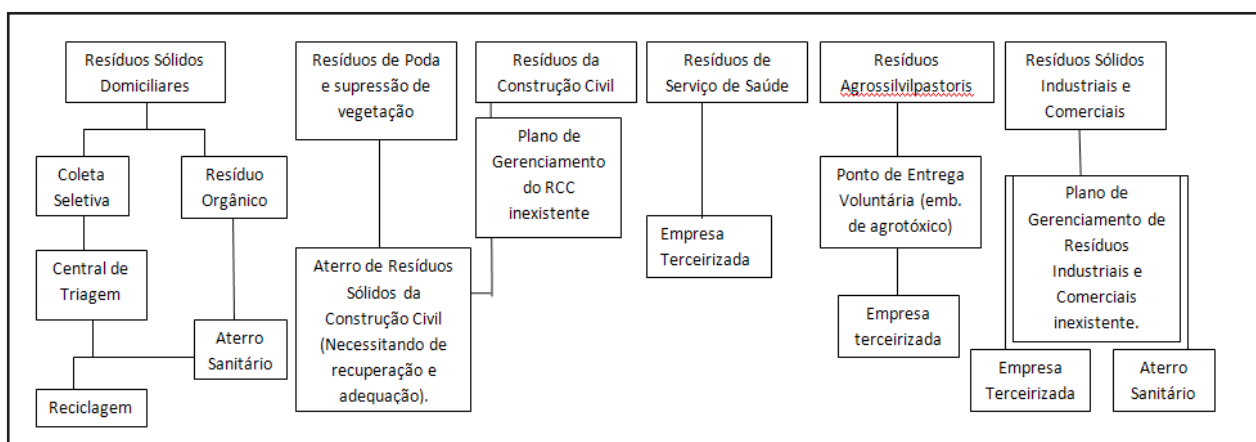 Resíduos Sólidos
Domiciliares
Coleta
Seletiva
Resíduo
Orgânico
Central de
Triagem
Aterro
Sanitário
Reciclagem
Resíduos de Poda
e supressão de
vegetação
Aterro de Resíduos
Sólidos da
Construção Civil
(Necessitando de
recuperação e
adequação).
Resíduos da
Construção Civil
Plano de
Gerenciamento
do RCC
inexistente
Resíduos de
Serviço de Saúde
Empresa
Terceirizada
Resíduos
Agrossilvilpastoris
Ponto de Entrega
Voluntária (emb.
de agrotóxico)
Empresa
terceirizada
Resíduos Sólidos
Industriais e
Comerciais
Plano de
Gerenciamento de
Resíduos
Industriais e
Comerciais
inexistente.
Empresa
Terceirizada
Aterro
Sanitário